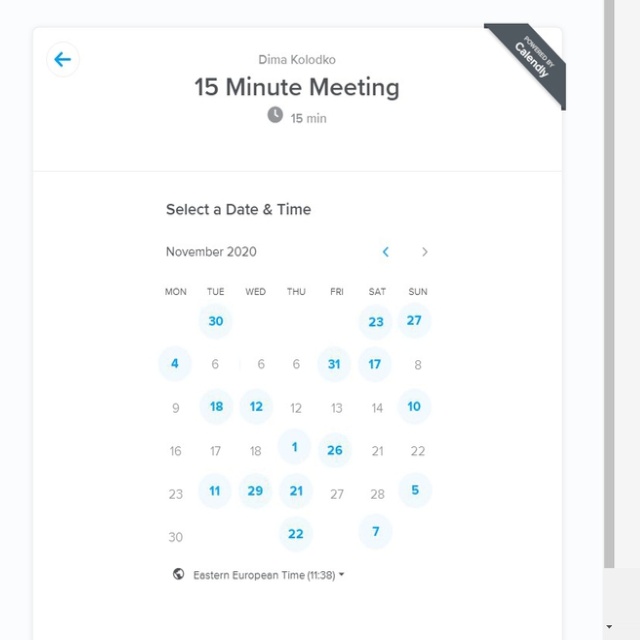 POWERED BY
Calendly
Dima Kolodko
15 Minute Meeting
15 min
Select a Date & Time
November 2020
MON TUE WED THU FRI SAT SUN
30 23 27
4 6 6 6 31 17 8
9 18 12 12 13 14 10
16 17 18 1 26 21 22
23 11 29 21 27 28 5
30 22 7
Eastern European Time (11:38)